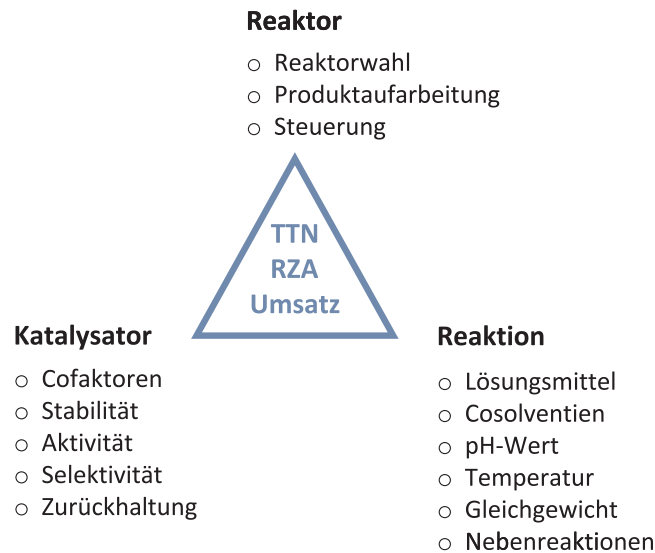 Reaktor
○ Reaktorwahl
○ Produktaufarbeitung
○ Steuerung
TTN
RZA
Umsatz
Katalysator
○ Cofaktoren
○ Stabilität
○ Aktivität
○ Selektivität
○ Zurückhaltung
Reaktion
○ Lösungsmittel
○ Cosolventien
○ pH-Wert
○ Temperatur
○ Gleichgewicht
○ Nebenreaktionen